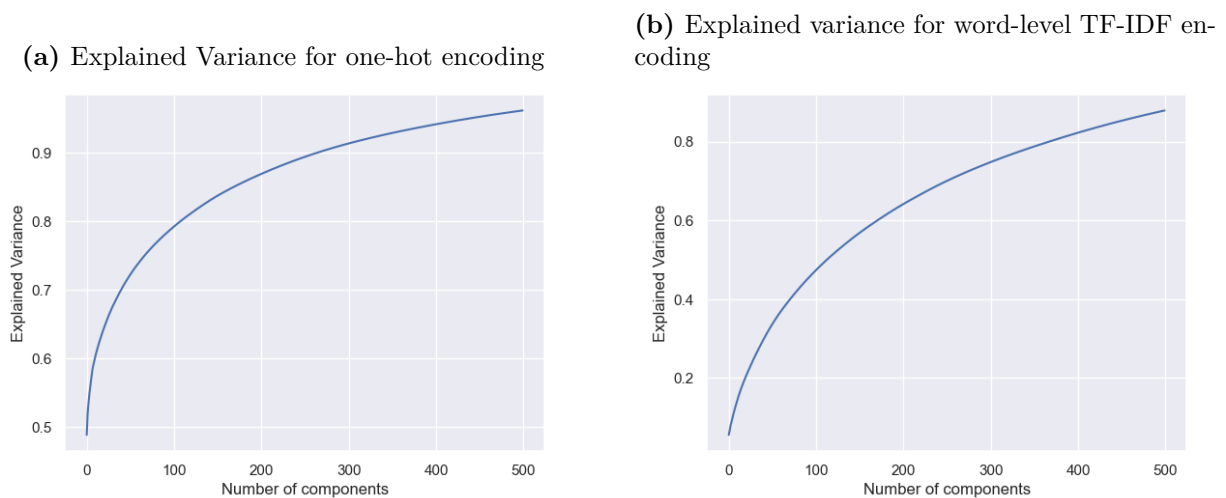 (a) Explained Variance for one-hot encoding
0.9
0.8
0.7
0.6
0.5
Explained Variance
0 100 200 300 400 500
Number of components
(b) Explained variance for word-level TF-IDF en-
coding
0.8
0.6
0.4
0.2
Explained Variance
0 100 200 300 400 500
Number of components